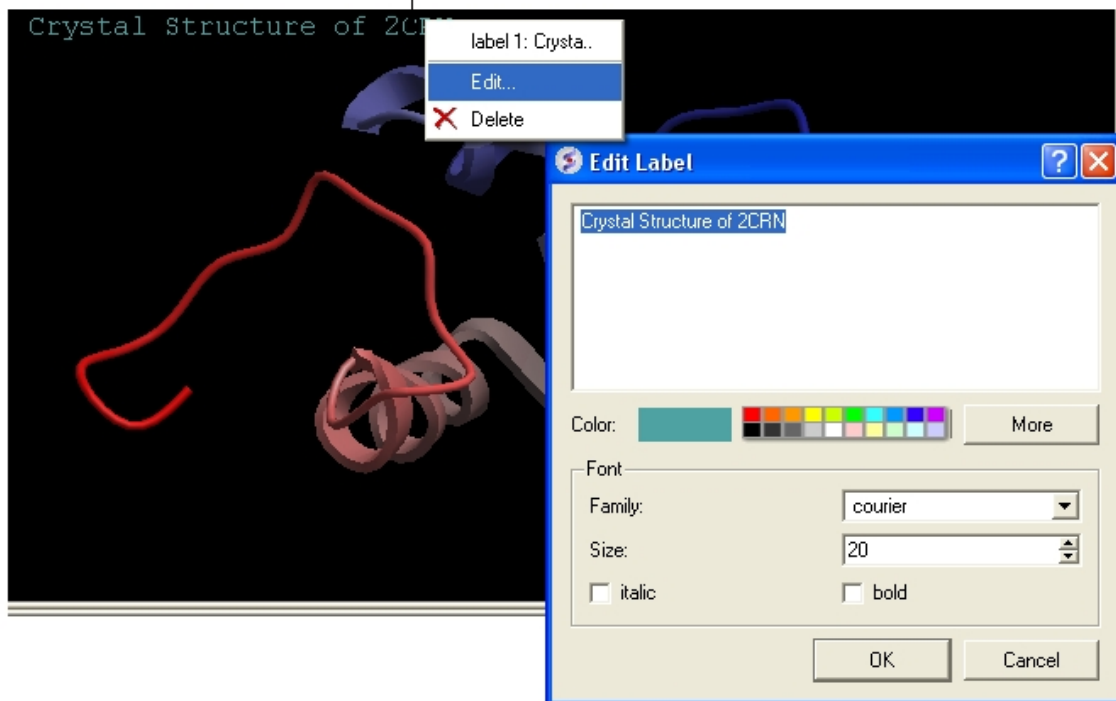 Crystal Structure of 2CR
label 1: Crysta..
Edit...
Delete
Edit Label
?
Crystal Structure of 2CRN
Color:
More
Font
Family:
courier
Size:
20
italic
bold
OK
Cancel